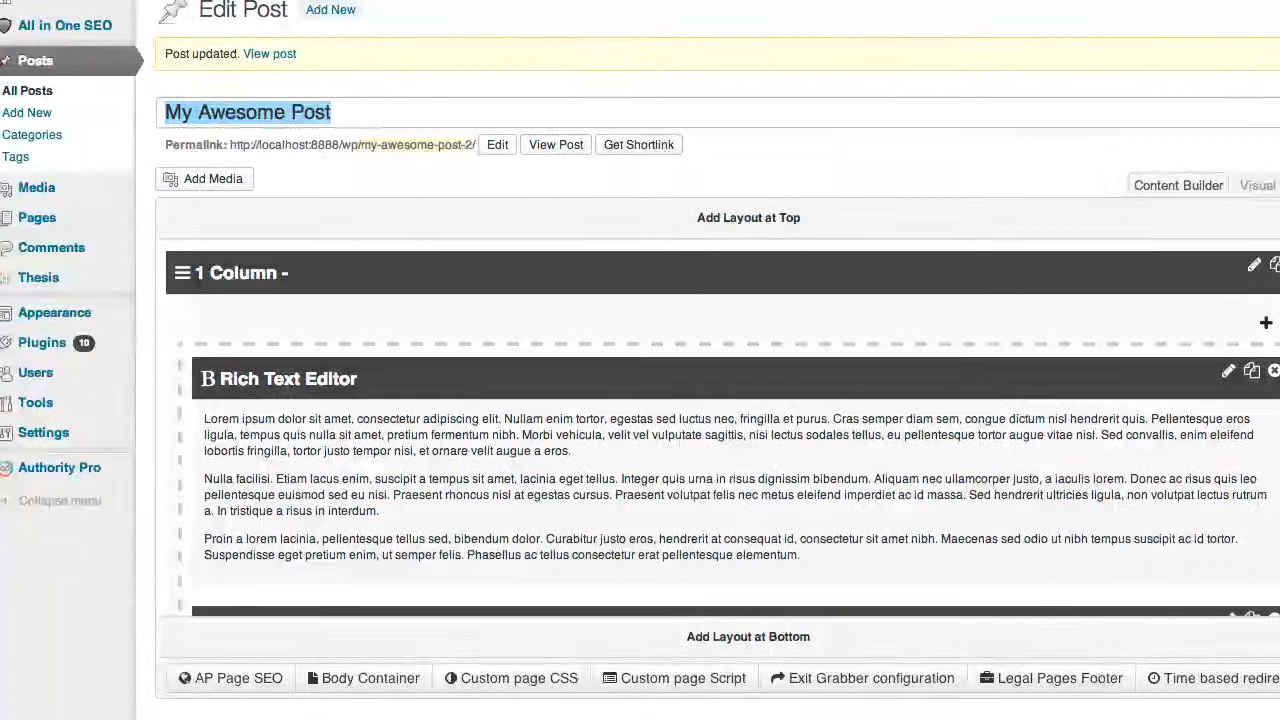 Edit Post Add New
All in One SEO
Posts
All Posts
Add New
Categories
Tags
Media
Pages
Comments
Thesis
Appearance
Plugins 10
Users
Tools
Settings
Authority Pro
Collapse menu
Post updated. View post
My Awesome Post
Permalink: http://localhost:8888/wp/my-awesome-post-2/ Edit View Post Get Shortlink
Add Media
Content Builder Visual
Add Layout at Top
1 Column -
B Rich Text Editor
Lorem ipsum dolor sit amet, consectetur adipiscing elit. Nullam enim tortor, egestas sed luctus nec, fringilla et purus. Cras semper diam sem, congue dictum nisl hendrerit quis. Pellentesque eros
ligula, tempus quis nulla sit amet, pretium fermentum nibh. Morbi vehicula, velit vel vulputate sagittis, nisi lectus sodales tellus, eu pellentesque tortor augue vitae nisl. Sed convallis, enim eleifend
lobortis fringilla, tortor justo tempor nisi, et ornare velit augue a eros.
Nulla facilisi. Etiam lacus enim, suscipit a tempus sit amet, lacinia eget tellus. Integer quis urna in risus dignissim bibendum. Aliquam nec ullamcorper justo, a iaculis lorem. Donec ac risus quis leo
pellentesque euismod sed eu nisi. Praesent rhoncus nisl at egestas cursus. Praesent volutpat felis ac metus eleifend imperdiet ac id massa. Sed hendrerit ultricies ligula, non volutpat lectus rutrum
a. In tristique a risus in interdum.
Proin a lorem lacinia, pellentesque tellus sed, bibendum dolor. Curabitur justo eros, hendrerit at consequat id, consectetur sit amet nibh. Maecenas sed odio ut nibh tempus suscipit ac id tortor.
Suspendisse eget pretium enim, ut semper felis. Phasellus ac tellus consectetur erat pellentesque elementum.
Add Layout at Bottom
AP Page SEO Body Container Custom page CSS Custom page Script Exit Grabber configuration Legal Pages Footer Time based redire